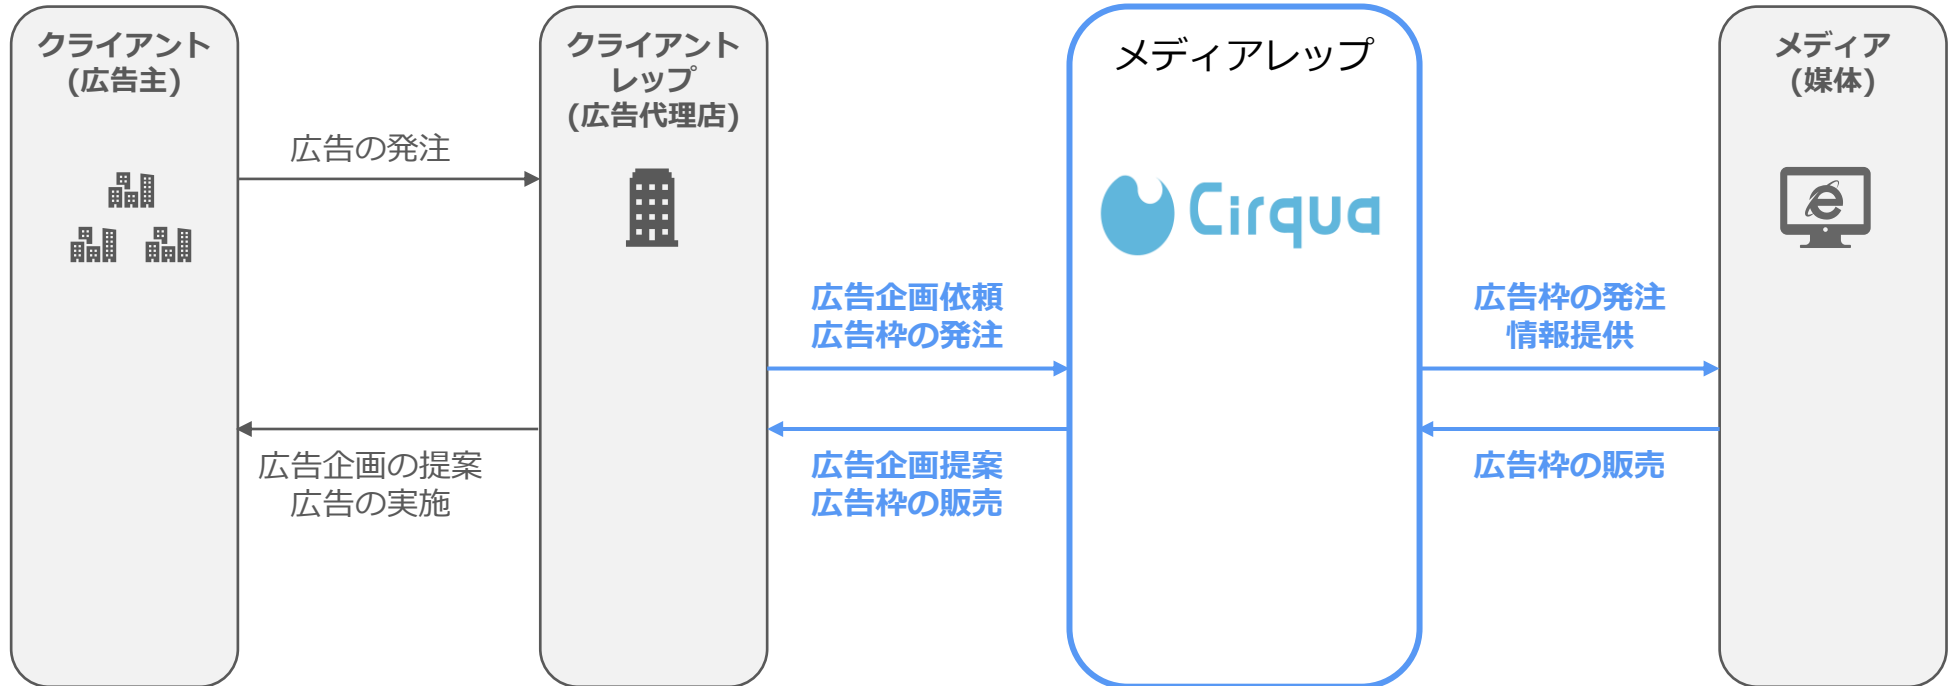 クライアント
(広告主)
クライアント
レップ
(広告代理店)
メディアレップ
メディア
(媒体)
広告の発注
Cirqua
広告企画依頼
広告枠の発注
広告枠の発注
情報提供
広告企画の提案
広告の実施
広告企画提案
広告枠の販売
広告枠の販売